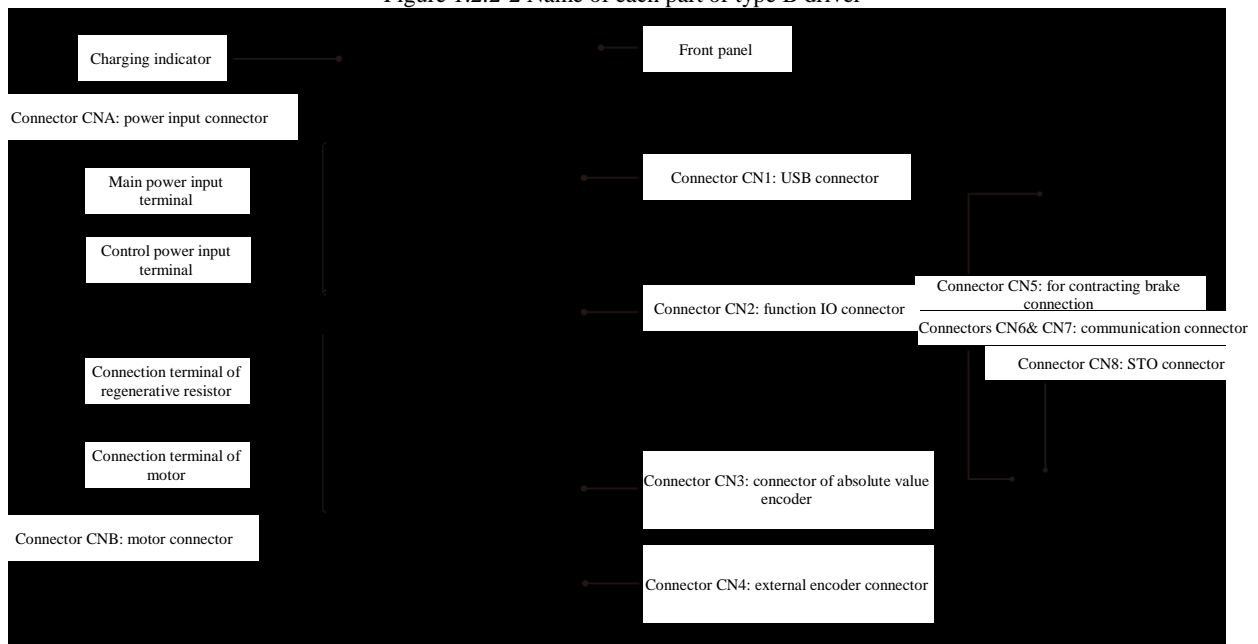 Figure 1.2.2-2 Name of each part of type B driver
Charging indicator
Connector CNA: power input connector
Main power input
terminal
Control power input
terminal
Connection terminal of
regenerative resistor
Connection terminal of
motor
Connector CNB: motor connector
Front panel
Connector CN1: USB connector
Connector CN2: function IO connector
Connector CN3: connector of absolute value
encoder
Connector CN4: external encoder connector
Connector CN5: for contracting brake
connection
Connectors CN6& CN7: communication connector
Connector CN8: STO connector